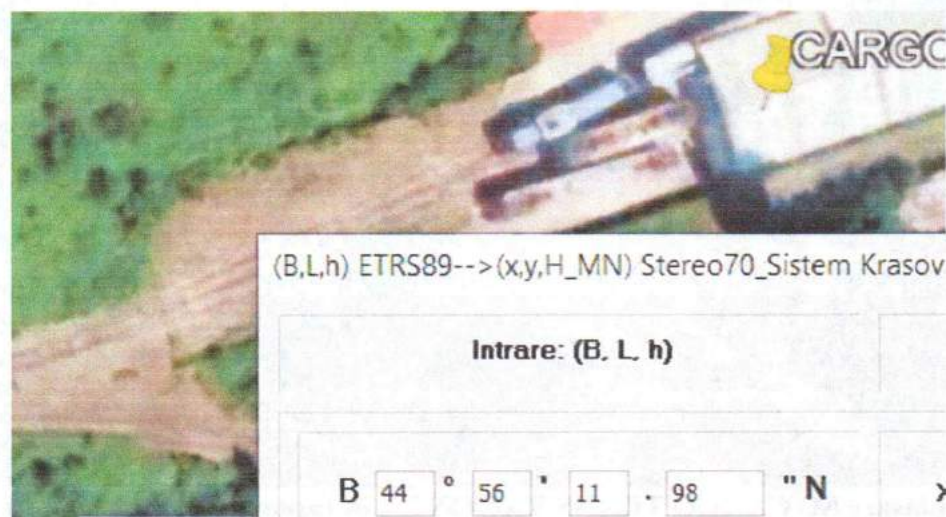 CARGO
(B,L,h) ETRS89-->(x,y,H_MN) Stereo70_Sistem Krasov
Intrare: (B, L, h)
B 44 ° 56 ' 11 . 98 " N x